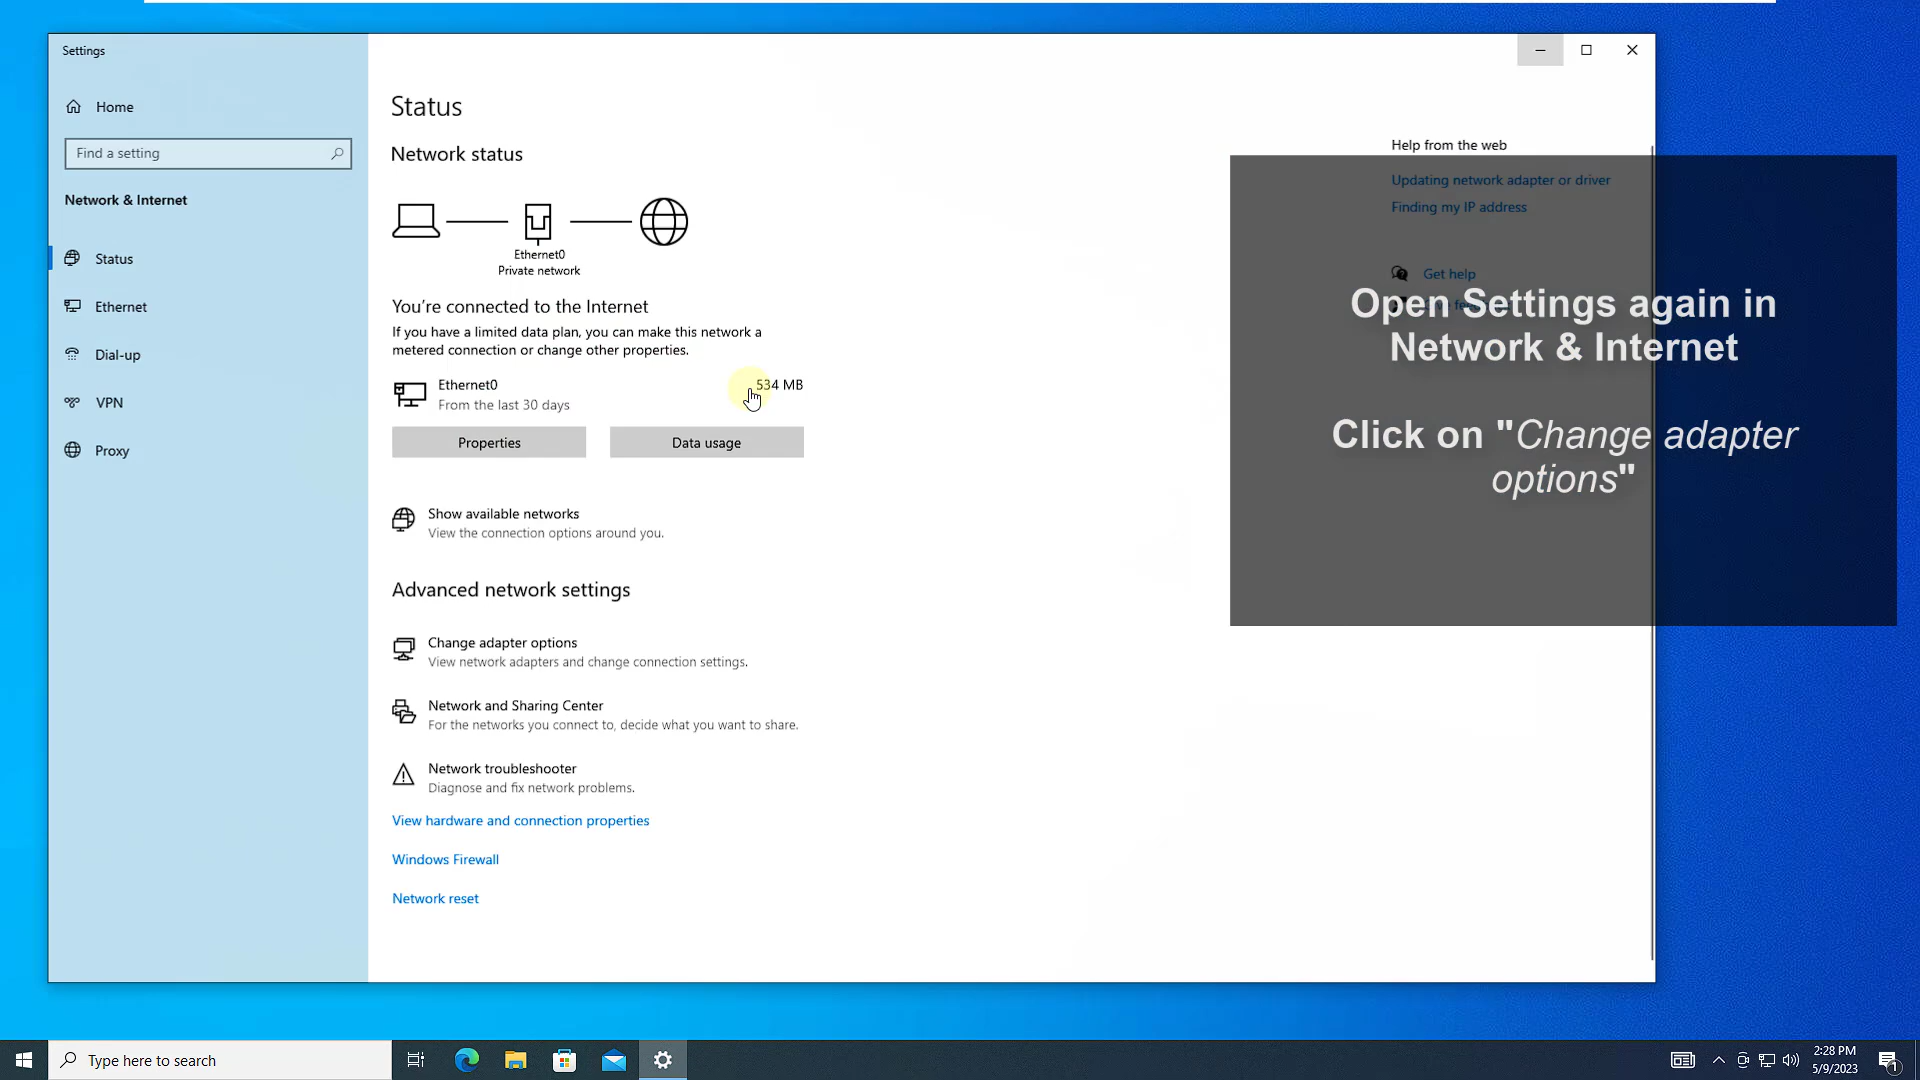 Settings
Home
Find a setting
Network & Internet
Status
Ethernet
Dial-up
VPN
Proxy
Status
Network status
Ethernet0
Private network
You're connected to the Internet
If you have a limited data plan, you can make this network a
metered connection or change other properties.
Ethernet0
534 MB
From the last 30 days
Properties
Data usage
Show available networks
View the connection options around you.
Advanced network settings
Change adapter options
View network adapters and change connection settings.
Network and Sharing Center
For the networks you connect to, decide what you want to share.
Network troubleshooter
Diagnose and fix network problems.
View hardware and connection properties
Windows Firewall
Network reset
Help from the web
Updating network adapter or driver
Finding my IP address
Get help
Open Settings again in
Network & Internet
Click on "Change adapter
options"
Type here to search
2:28 PM
5/9/2023
1